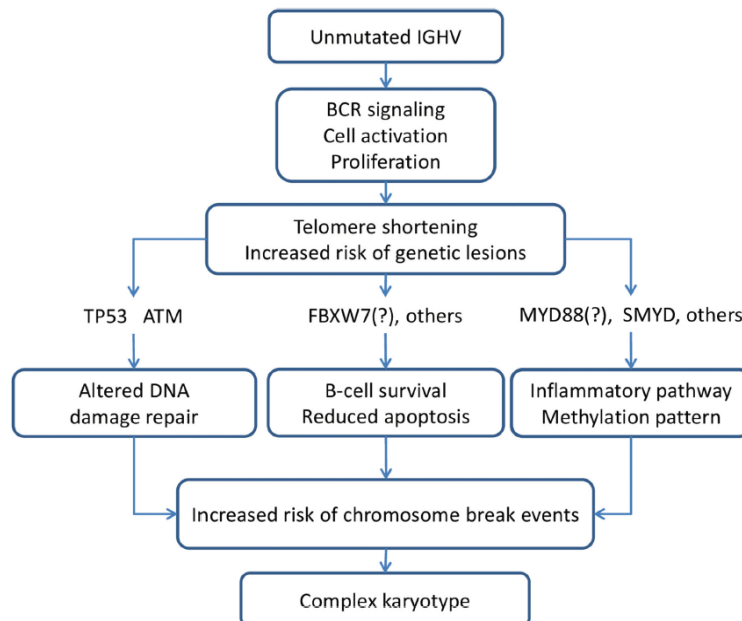 Unmutated IGHV
BCR signaling
Cell activation
Proliferation
Telomere shortening
Increased risk of genetic lesions
TP53 ATM
FBXW7(?), others
MYD88(?), SMYD, others
Altered DNA
damage repair
B-cell survival
Reduced apoptosis
Inflammatory pathway
Methylation pattern
Increased risk of chromosome break events
Complex karyotype